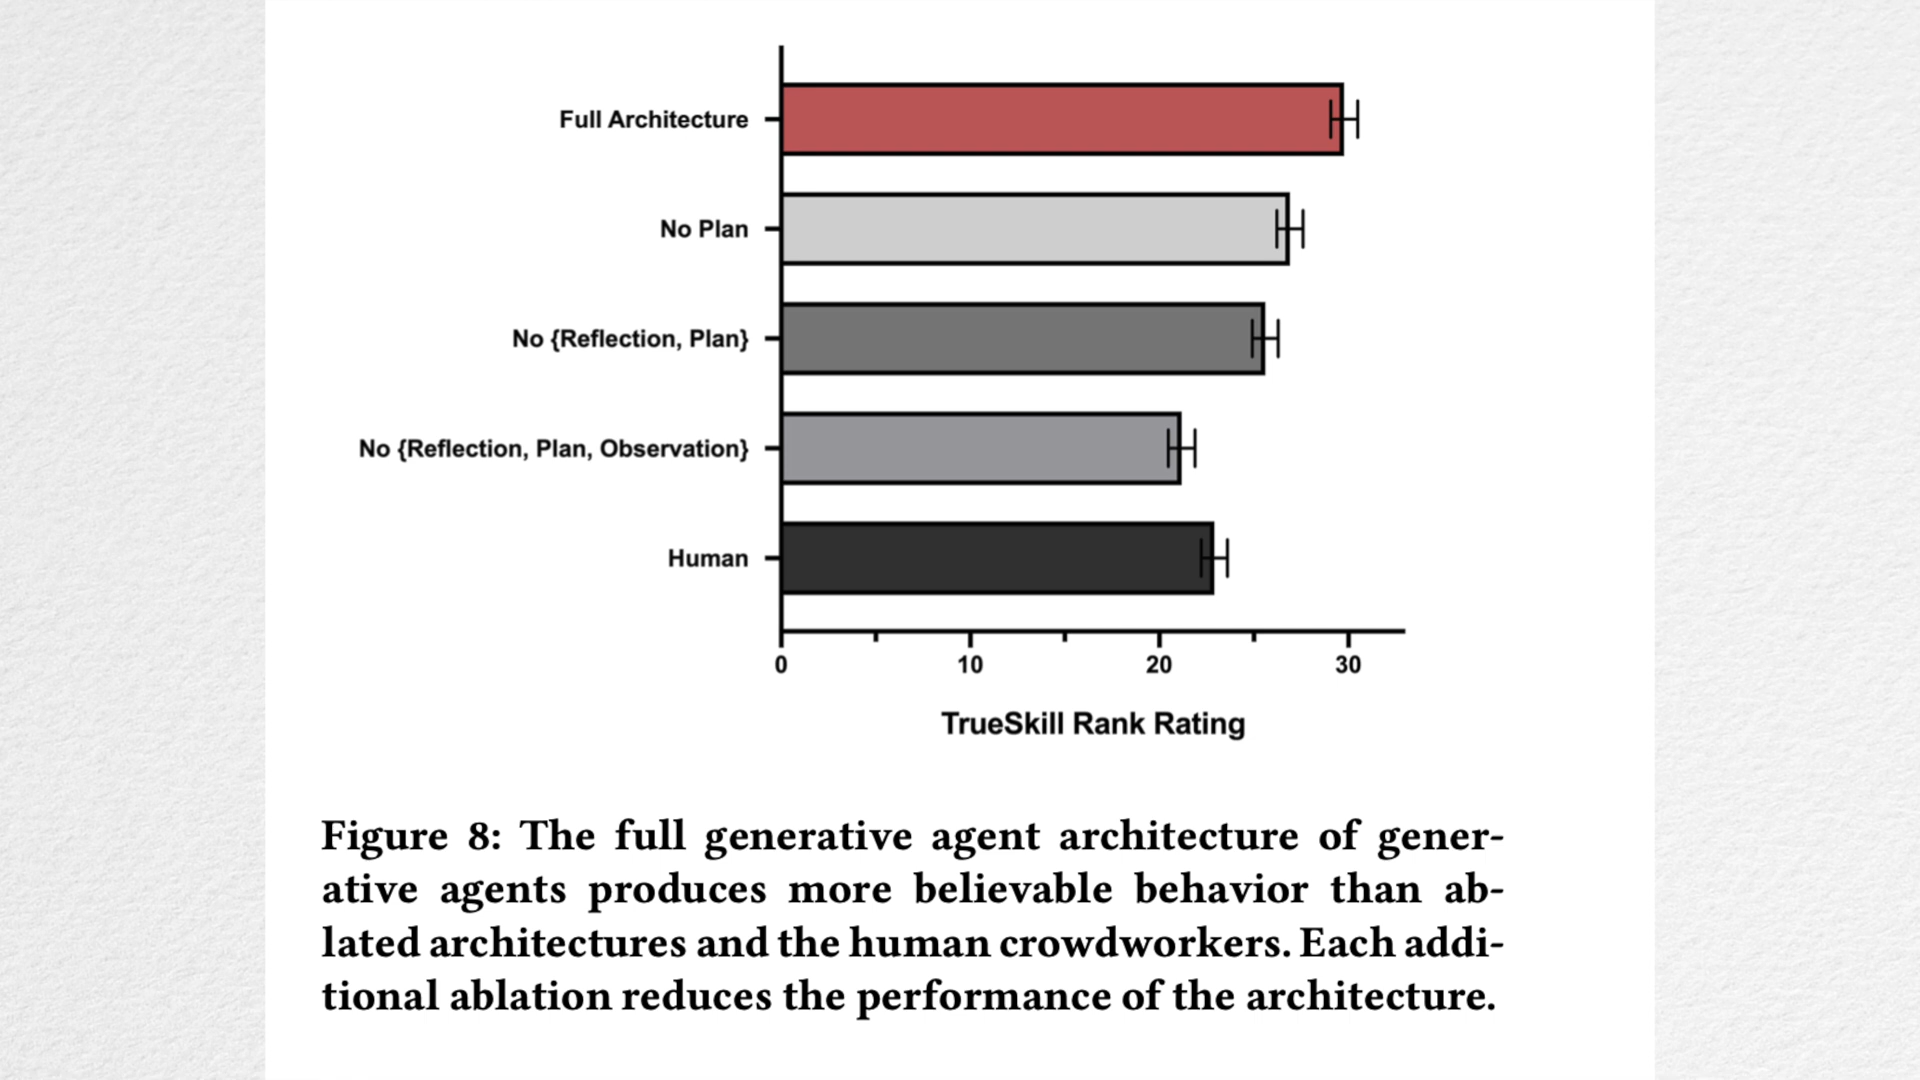 Full Architecture
No Plan
No {Reflection, Plan}
No {Reflection, Plan, Observation}
Human
0 10 20 30
TrueSkill Rank Rating
Figure 8: The full generative agent architecture of gener-
ative agents produces more believable behavior than ab-
lated architectures and the human crowdworkers. Each addi-
tional ablation reduces the performance of the architecture.